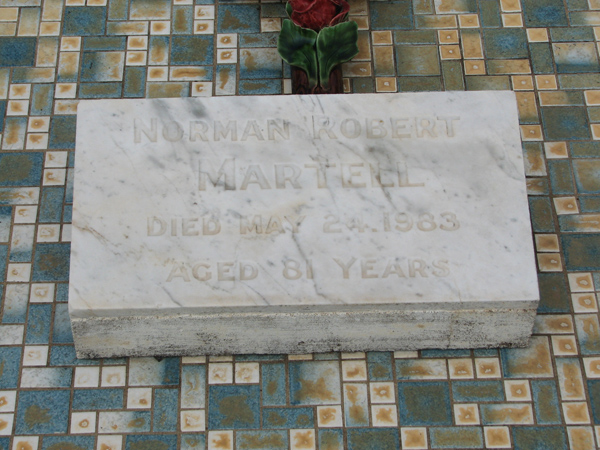 NORMAN ROBERT
MARTELL
DIED MAY 24 1983
AGED 81 YEARS